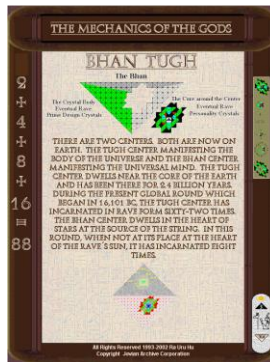 THE MECHANICS OF THE GODS
BHAN TUGH
The Bhan
The Crystal Body
Eventual Rave
Prime Design Crystals
The Core around the Center
Eventual Rave
Personality Crystals
THERE ARE TWO CENTERS. BOTH ARE NOW ON
EARTH. THE TUGH CENTER MANIFESTING THE
BODY OF THE UNIVERSE AND THE BHAN CENTER
MANIFESTING THE UNIVERSAL MIND. THE TUGH
CENTER DWELLS NEAR THE CORE OF THE EARTH
AND HAS BEEN THERE FOR 2.4 BILLION YEARS.
DURING THE PRESENT GLOBAL ROUND WHICH
BEGAN IN 16,101 BC, THE TUGH CENTER HAS
INCARNATED IN RAVE FORM SIXTY-TWO TIMES.
THE BHAN CENTER DWELLS IN THE HEART OF
STARS AT THE SOURCE OF THE STRING. IN THIS
ROUND, WHEN NOT AT ITS PLACE AT THE HEART
OF THE RAVE'S SUN, IT HAS INCARNATED EIGHT
TIMES.
2
+
4
+
8
+
16
=
88
All Rights Reserved 1993-2002 Ra Uru Hu
Copyright Jovian Archive Corporation